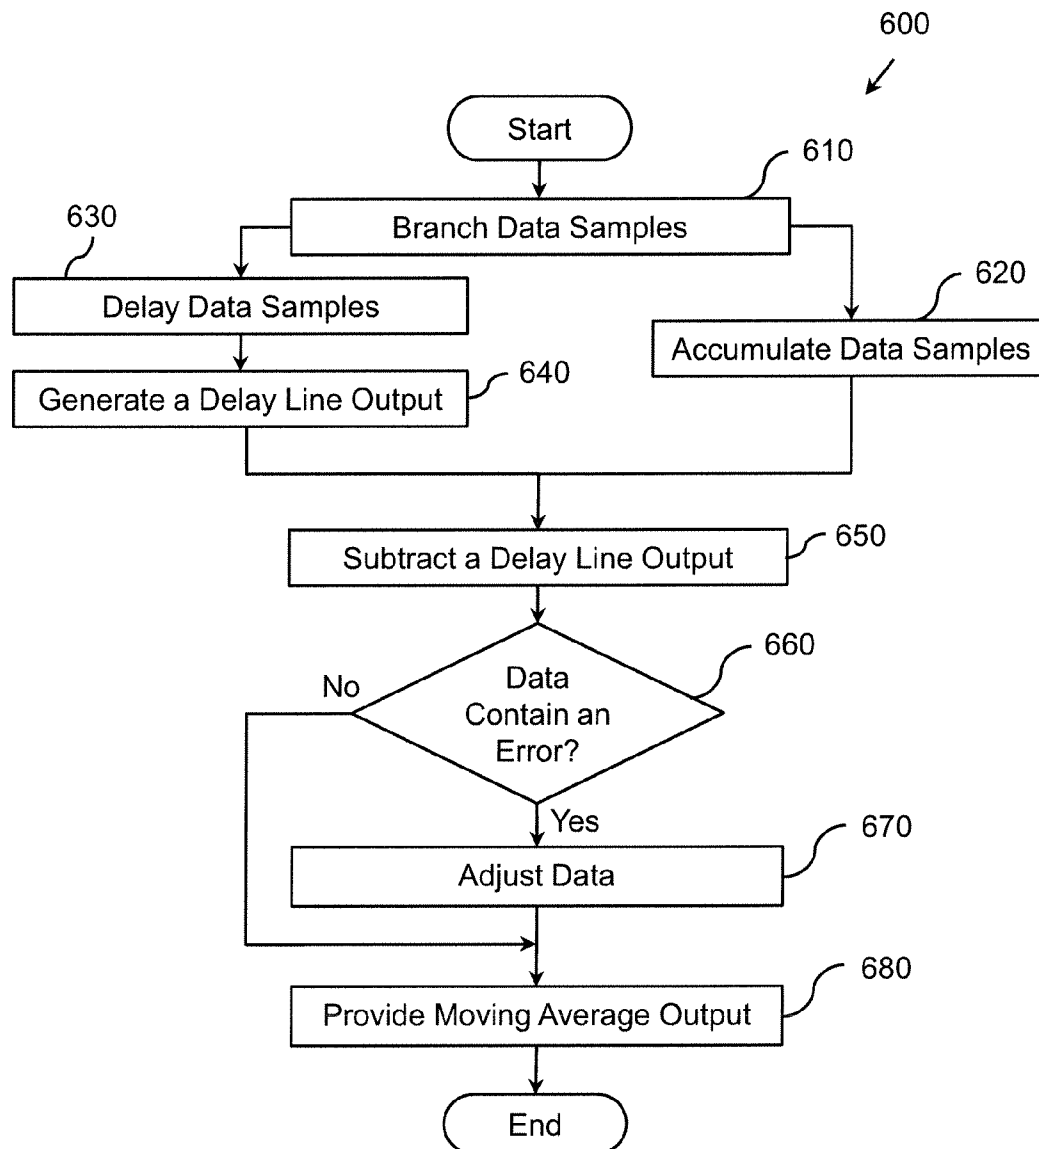 600
Start
610
Branch Data Samples
630
Delay Data Samples
620
Accumulate Data Samples
640
Generate a Delay Line Output
650
Subtract a Delay Line Output
660
Data
Contain an
Error?
No
Yes
670
Adjust Data
680
Provide Moving Average Output
End